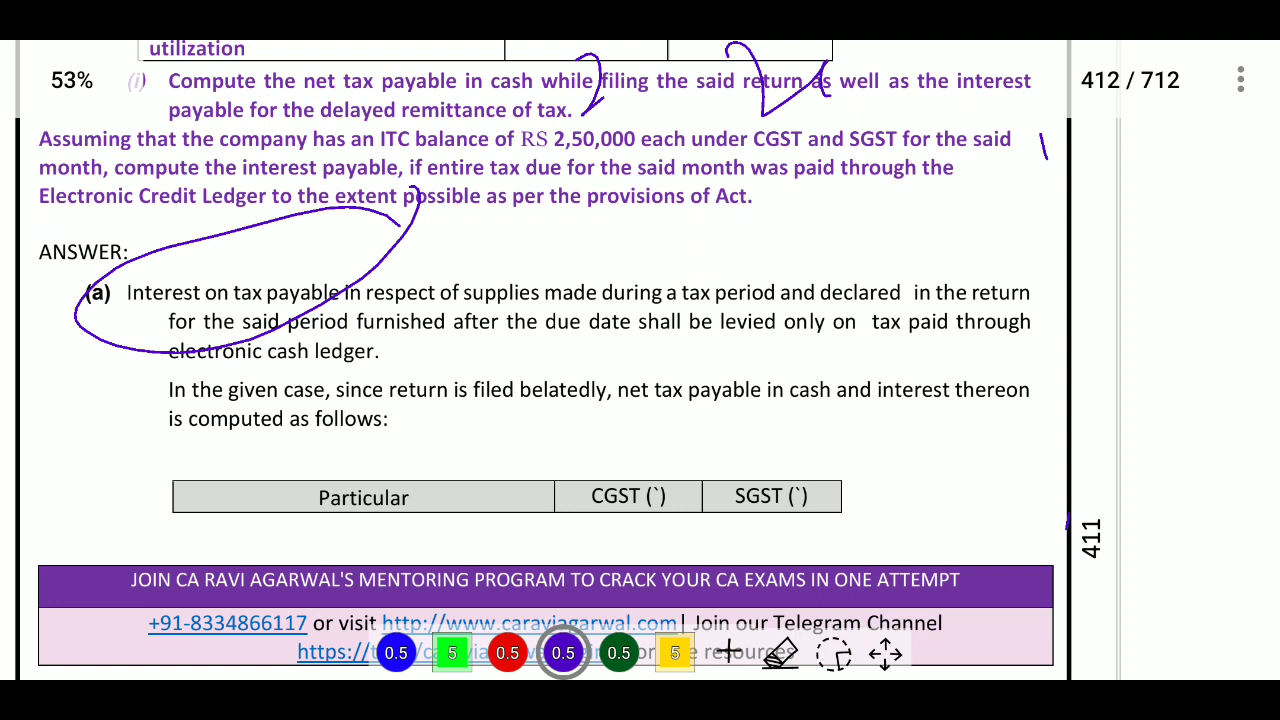 utilization
53%
412 / 712
(i) Compute the net tax payable in cash while filing the said return as well as the interest
payable for the delayed remittance of tax.
Assuming that the company has an ITC balance of RS 2,50,000 each under CGST and SGST for the said
month, compute the interest payable, if entire tax due for the said month was paid through the
Electronic Credit Ledger to the extent possible as per the provisions of Act.
ANSWER:
(a) Interest on tax payable in respect of supplies made during a tax period and declared in the return
for the said period furnished after the due date shall be levied only on tax paid through
electronic cash ledger.
In the given case, since return is filed belatedly, net tax payable in cash and interest thereon
is computed as follows:
Particular CGST (`) SGST (`)
411
JOIN CA RAVI AGARWAL'S MENTORING PROGRAM TO CRACK YOUR CA EXAMS IN ONE ATTEMPT
+91-8334866117 or visit http://www.caraviagarwal.com| Join our Telegram Channel
https://t resources
0.5 5 0.5 0.5 0.5 5